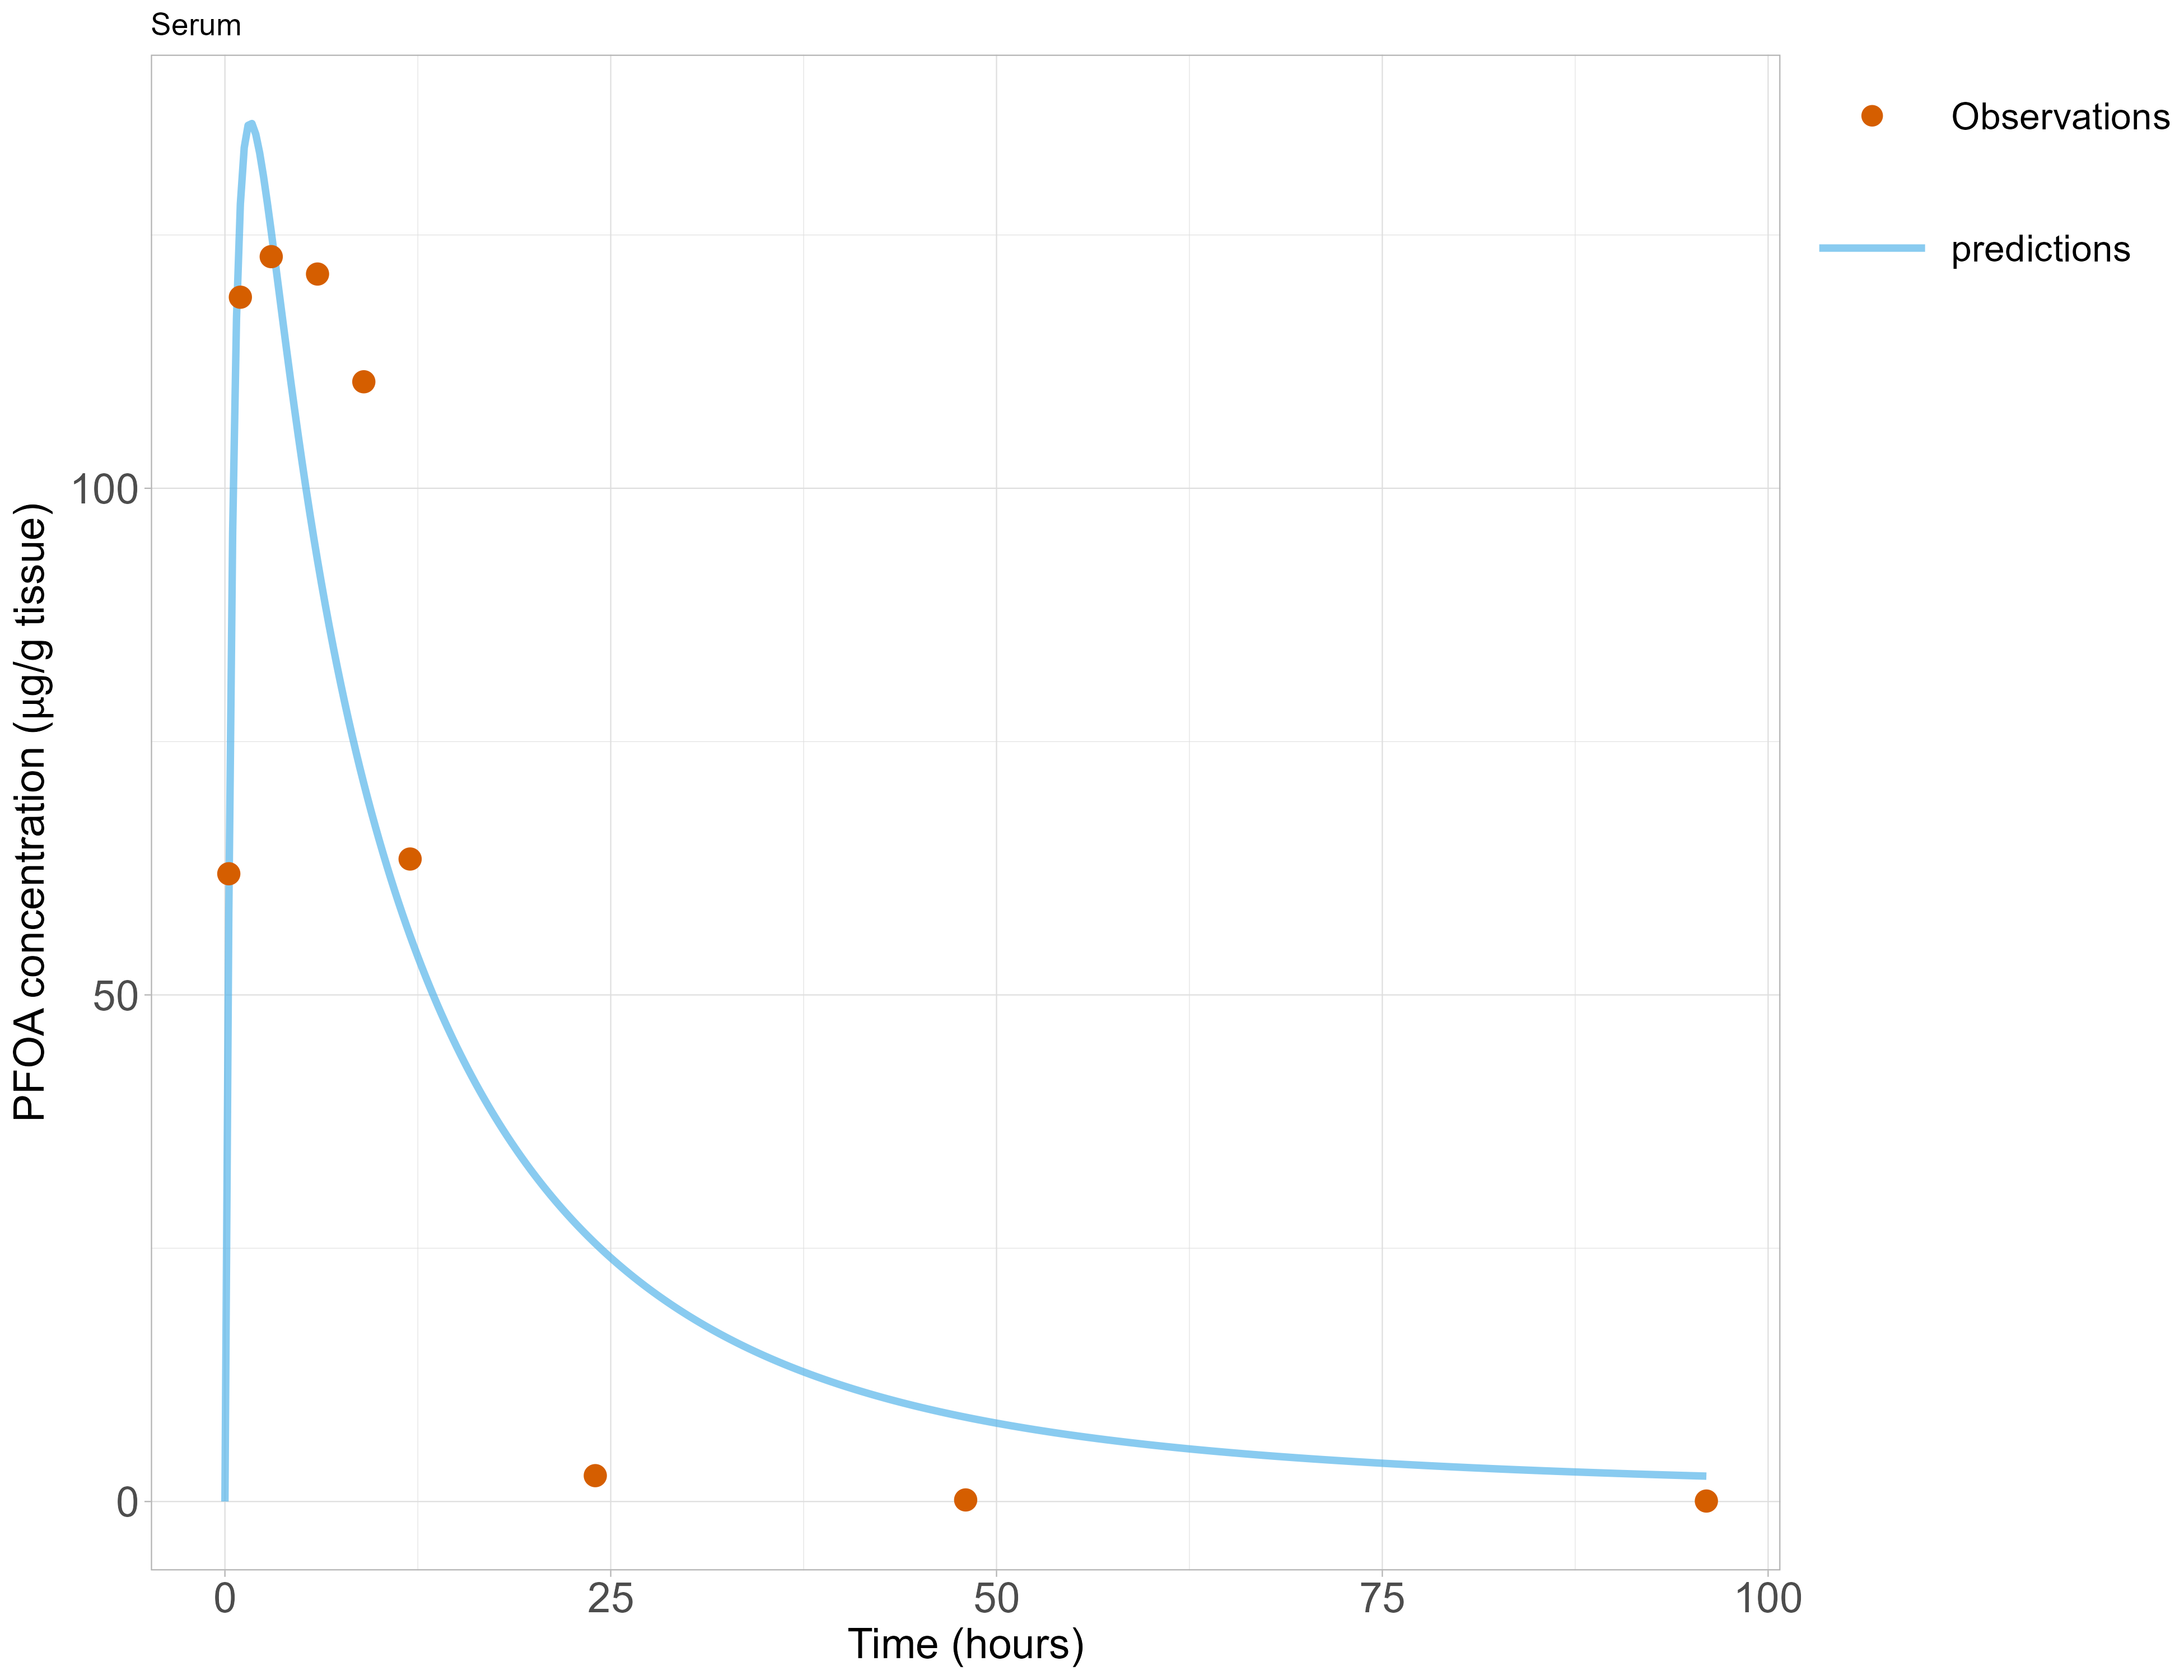 Serum
Observations
predictions
PFOA concentration (µg/g tissue)
100
50
0
0
25
50
75
100
Time (hours)